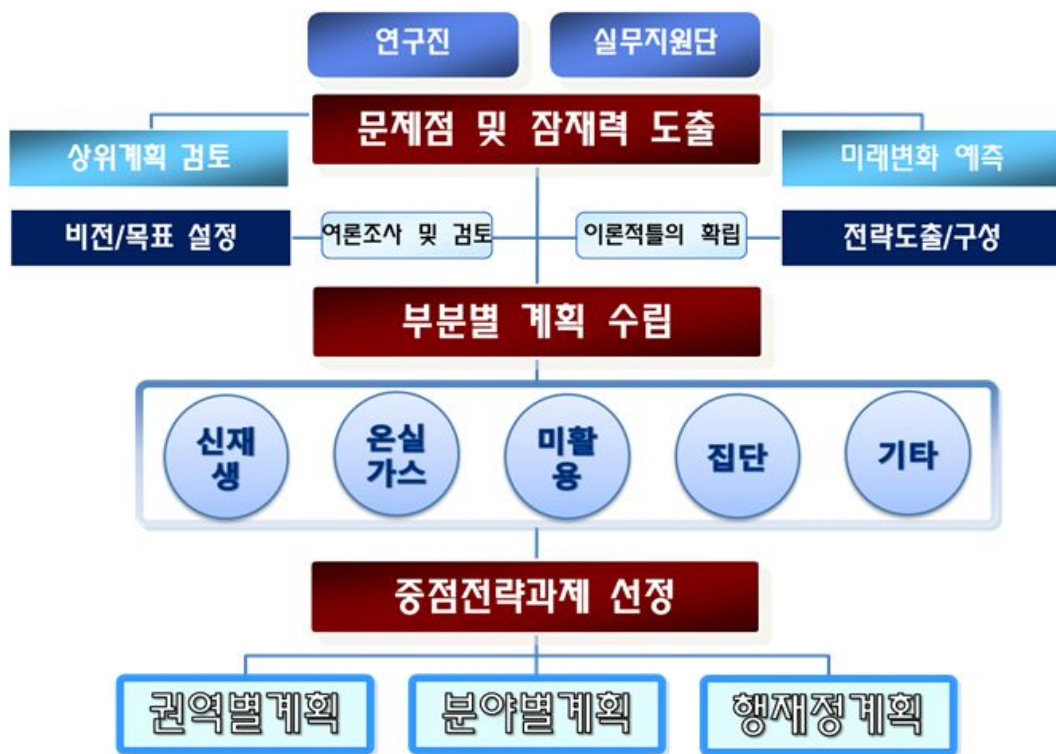 연구진
실무지원단
문제점 및 잠재력 도출
상위계획 검토
미래변화 예측
비전/목표 설정
여론조사 및 검토
이론적틀의 확립
전략도출/구성
부분별 계획 수립
신재
생
온실
가스
미활
용
집단
기타
중점전략과제 선정
권역별계획
분야별계획
행재정계획